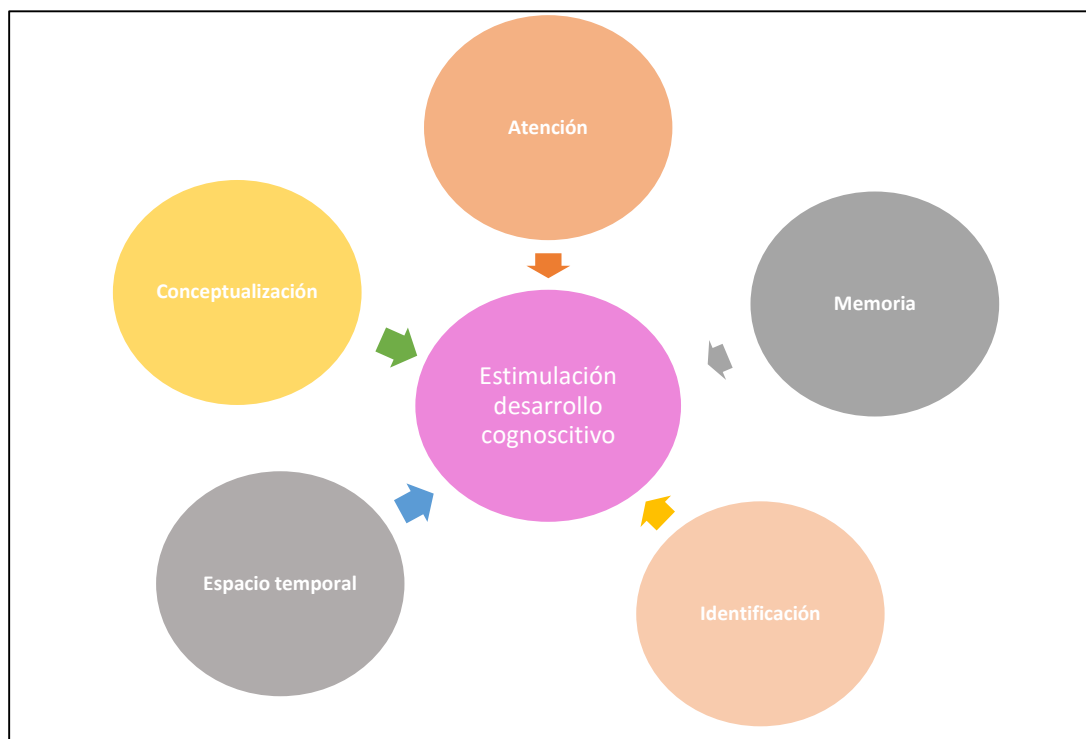 Atención
Conceptualización
Memoria
Estimulación
desarrollo
cognoscitivo
Espacio temporal
Identificación